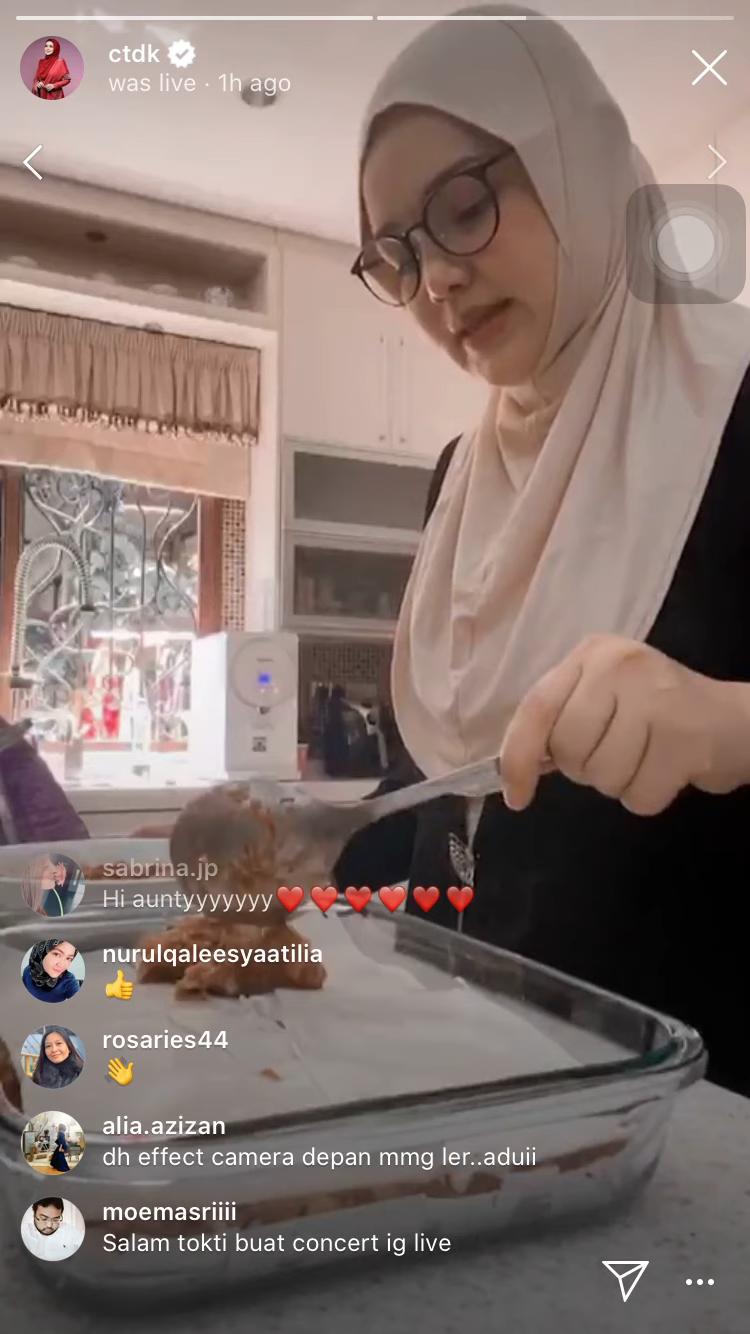 ctdk
was live · 1h ago
sabrina.jp
Hi auntyyyyyyy❤️❤️❤️❤️❤️❤️
nurulqaleesyaatilia
👍
rosaries44
👋
alia.azizan
dh effect camera depan mmg ler..aduii
moemasriiii
Salam tokti buat concert ig live